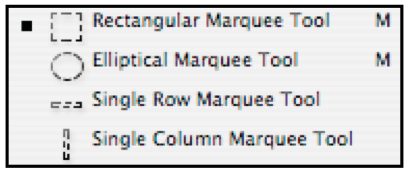 Rectangular Marquee Tool M
Elliptical Marquee Tool M
Single Row Marquee Tool
Single Column Marquee Tool